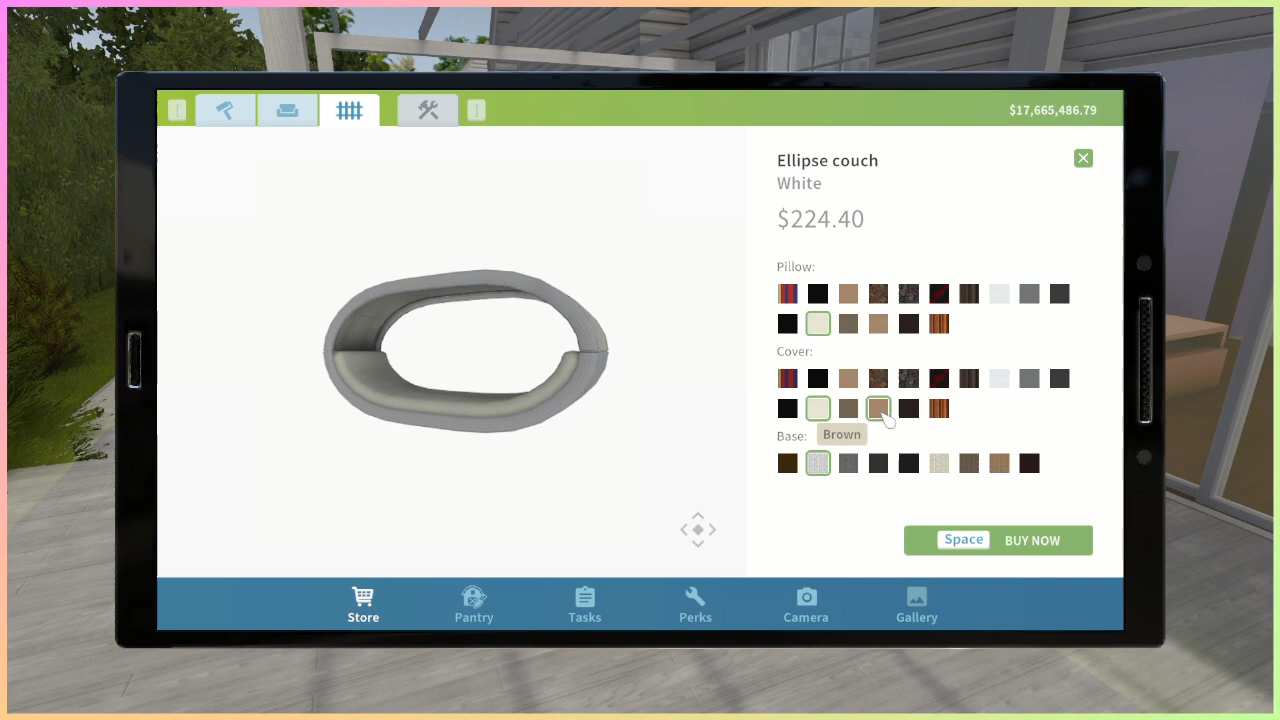 [
]
$17,665,486.79
Ellipse couch
White
$224.40
Pillow:
Cover:
Brown
Base:
Space BUY NOW
Store
Pantry
Tasks
Perks
Camera
Gallery